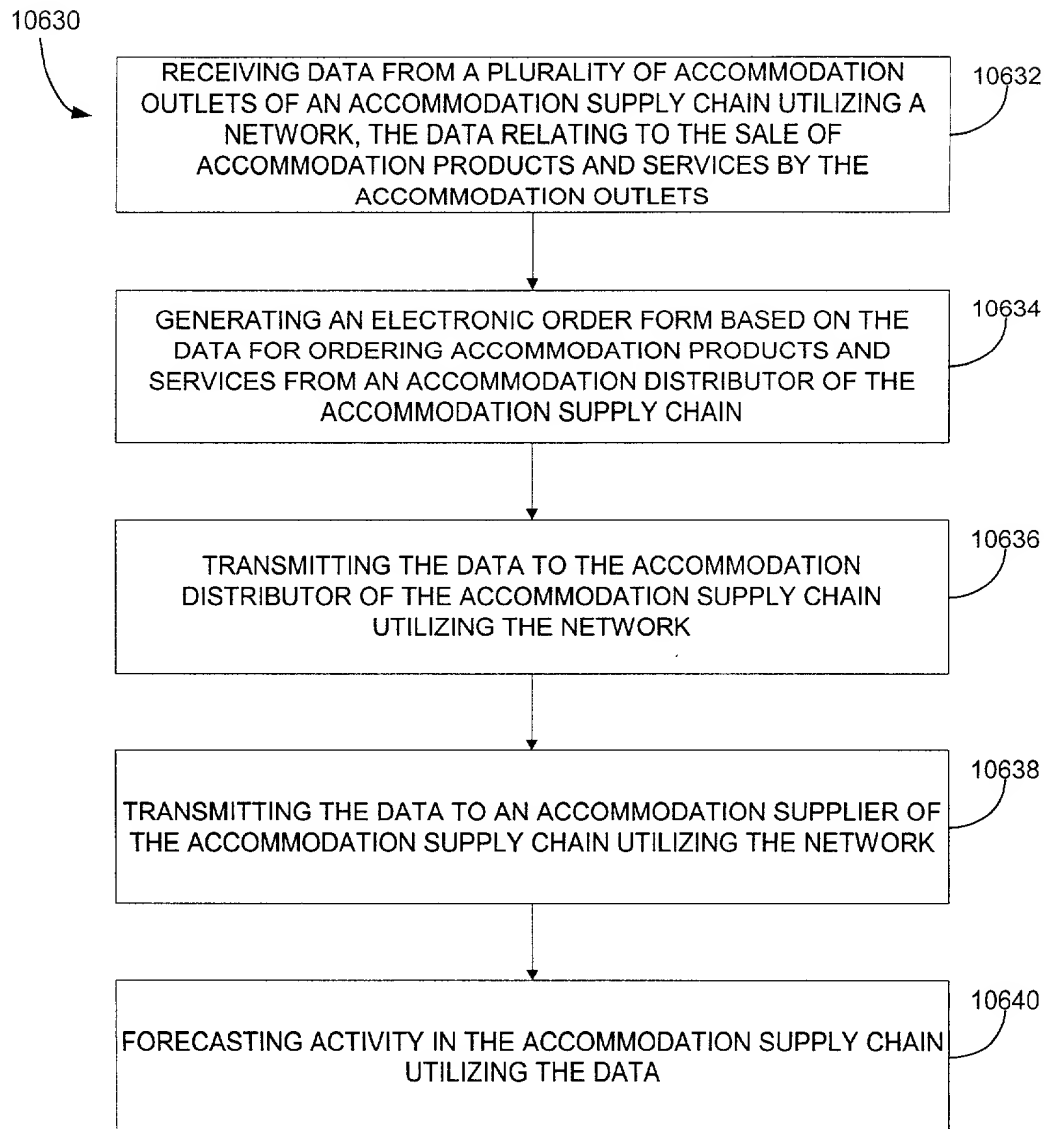 10630
RECEIVING DATA FROM A PLURALITY OF ACCOMMODATION
OUTLETS OF AN ACCOMMODATION SUPPLY CHAIN UTILIZING A
NETWORK, THE DATA RELATING TO THE SALE OF
ACCOMMODATION PRODUCTS AND SERVICES BY THE
ACCOMMODATION OUTLETS
10632
GENERATING AN ELECTRONIC ORDER FORM BASED ON THE
DATA FOR ORDERING ACCOMMODATION PRODUCTS AND
SERVICES FROM AN ACCOMMODATION DISTRIBUTOR OF THE
ACCOMMODATION SUPPLY CHAIN
10634
TRANSMITTING THE DATA TO THE ACCOMMODATION
DISTRIBUTOR OF THE ACCOMMODATION SUPPLY CHAIN
UTILIZING THE NETWORK
10636
TRANSMITTING THE DATA TO AN ACCOMMODATION SUPPLIER OF
THE ACCOMMODATION SUPPLY CHAIN UTILIZING THE NETWORK
10638
FORECASTING ACTIVITY IN THE ACCOMMODATION SUPPLY CHAIN
UTILIZING THE DATA
10640